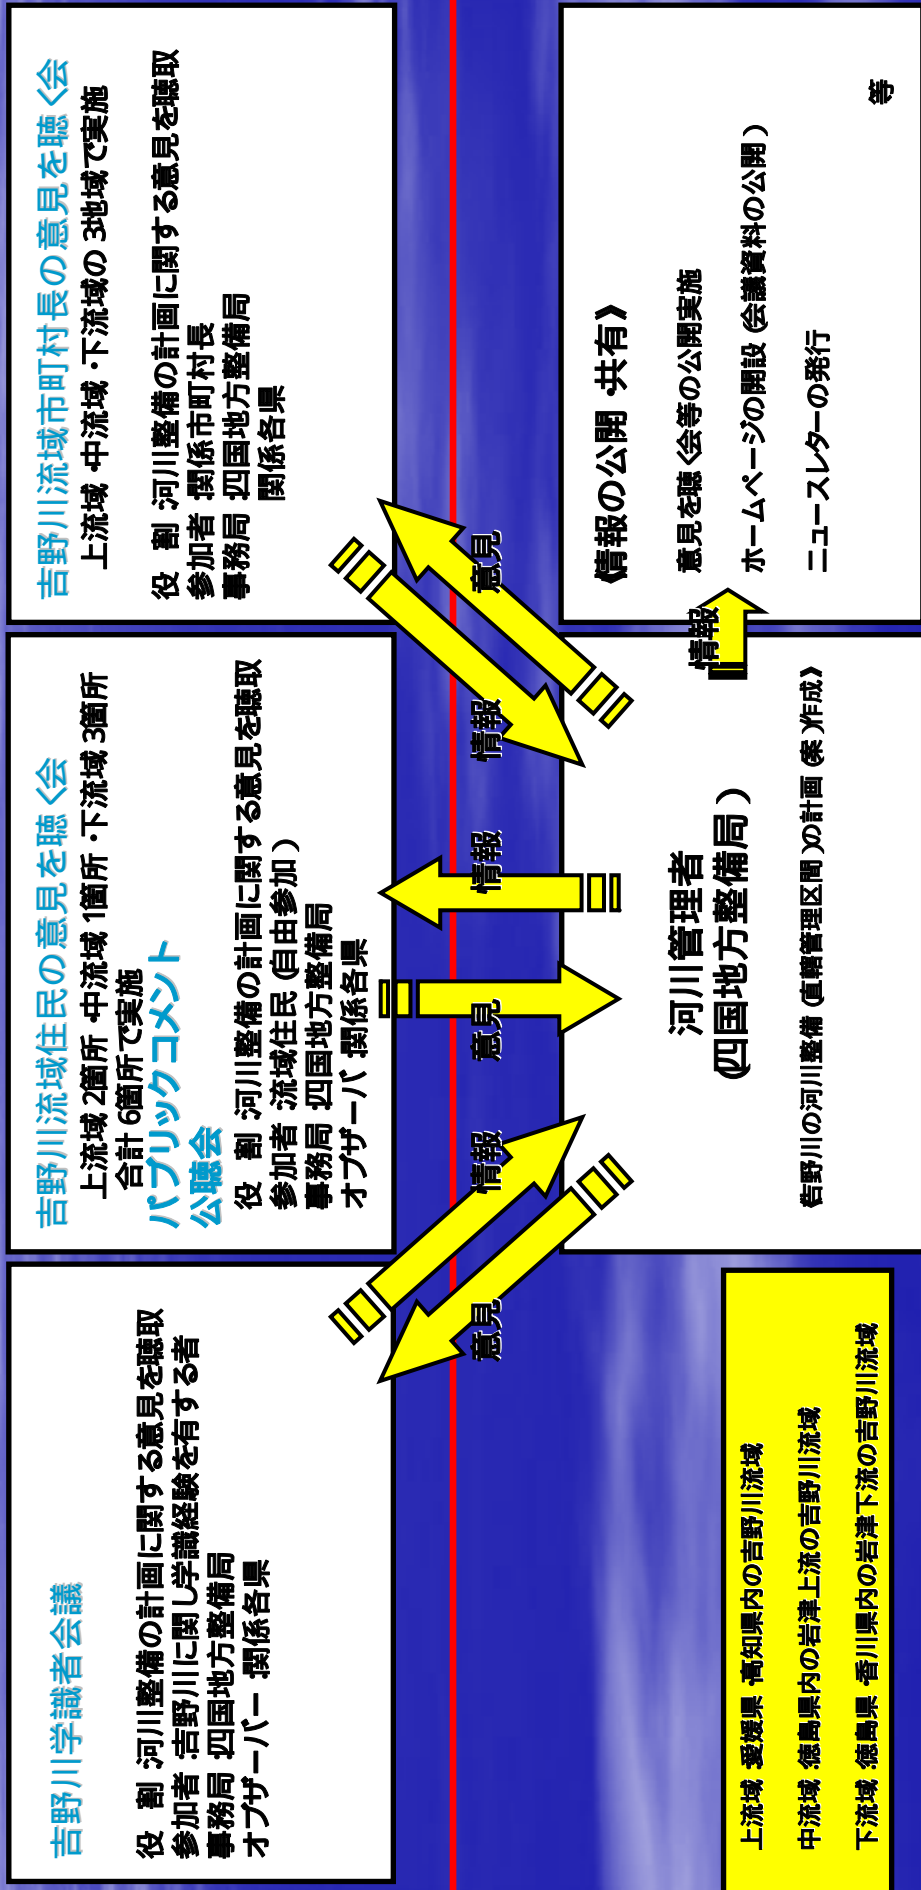 吉野川学識者会議
役　割：河川整備の計画に関する意見を聴取
参加者：吉野川に関し学識経験を有する者
事務局：四国地方整備局
オブザーバー：関係各県
吉野川流域住民の意見を聴く会
上流域2箇所・中流域1箇所・下流域3箇所
合計6箇所で実施
パブリックコメント
公聴会
役　割：河川整備の計画に関する意見を聴取
参加者：流域住民（自由参加）
事務局：四国地方整備局
オブザーバ：関係各県
吉野川流域市町村長の意見を聴く会
上流域・中流域・下流域の3地域で実施
役　割：河川整備の計画に関する意見を聴取
参加者：関係市町村長
事務局：四国地方整備局
関係各県
意見
情報
意見
情報
情報
意見
河川管理者
（四国地方整備局）
《吉野川の河川整備（直轄管理区間）の計画（案）作成》
情報
《情報の公開・共有》
意見を聴く会等の公開実施
ホームページの開設（会議資料の公開）
ニュースレターの発行
等
上流域：愛媛県・高知県内の吉野川流域
中流域：徳島県内の岩津上流の吉野川流域
下流域：徳島県・香川県内の岩津下流の吉野川流域